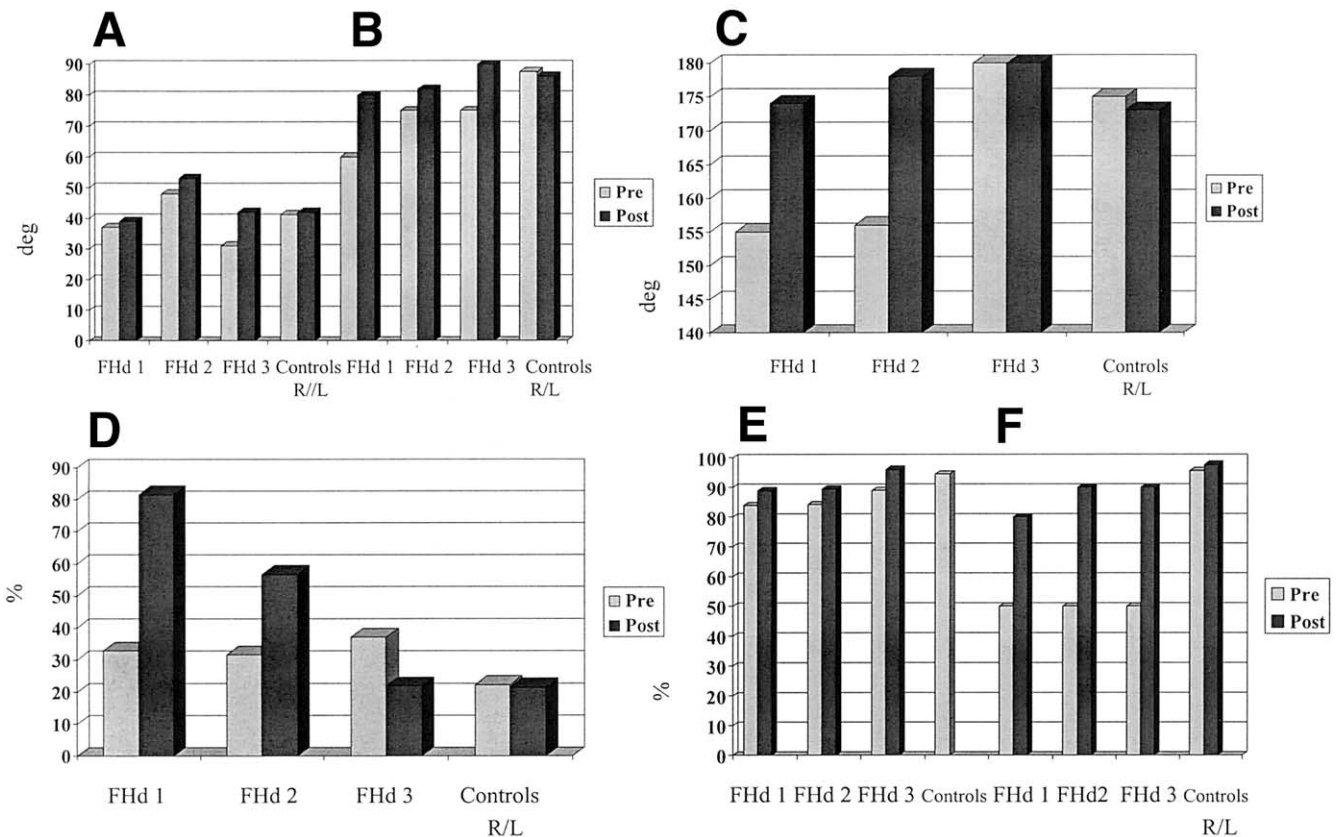 A
B
90
80
70
60
50
40
30
20
10
0
deg
FHd 1 FHd 2 FHd 3 Controls FHd 1 FHd 2 FHd 3 Controls
R//L R/L
Pre
Post
C
180
175
170
165
160
155
150
145
140
deg
FHd 1 FHd 2 FHd 3 Controls
R/L
Pre
Post
D
90
80
70
60
50
40
30
20
10
0
%
FHd 1 FHd 2 FHd 3 Controls
R/L
Pre
Post
E
F
100
90
80
70
60
50
40
30
20
10
0
%
FHd 1 FHd 2 FHd 3 Controls FHd 1 FHd2 FHd 3 Controls
R/L
Pre
Post